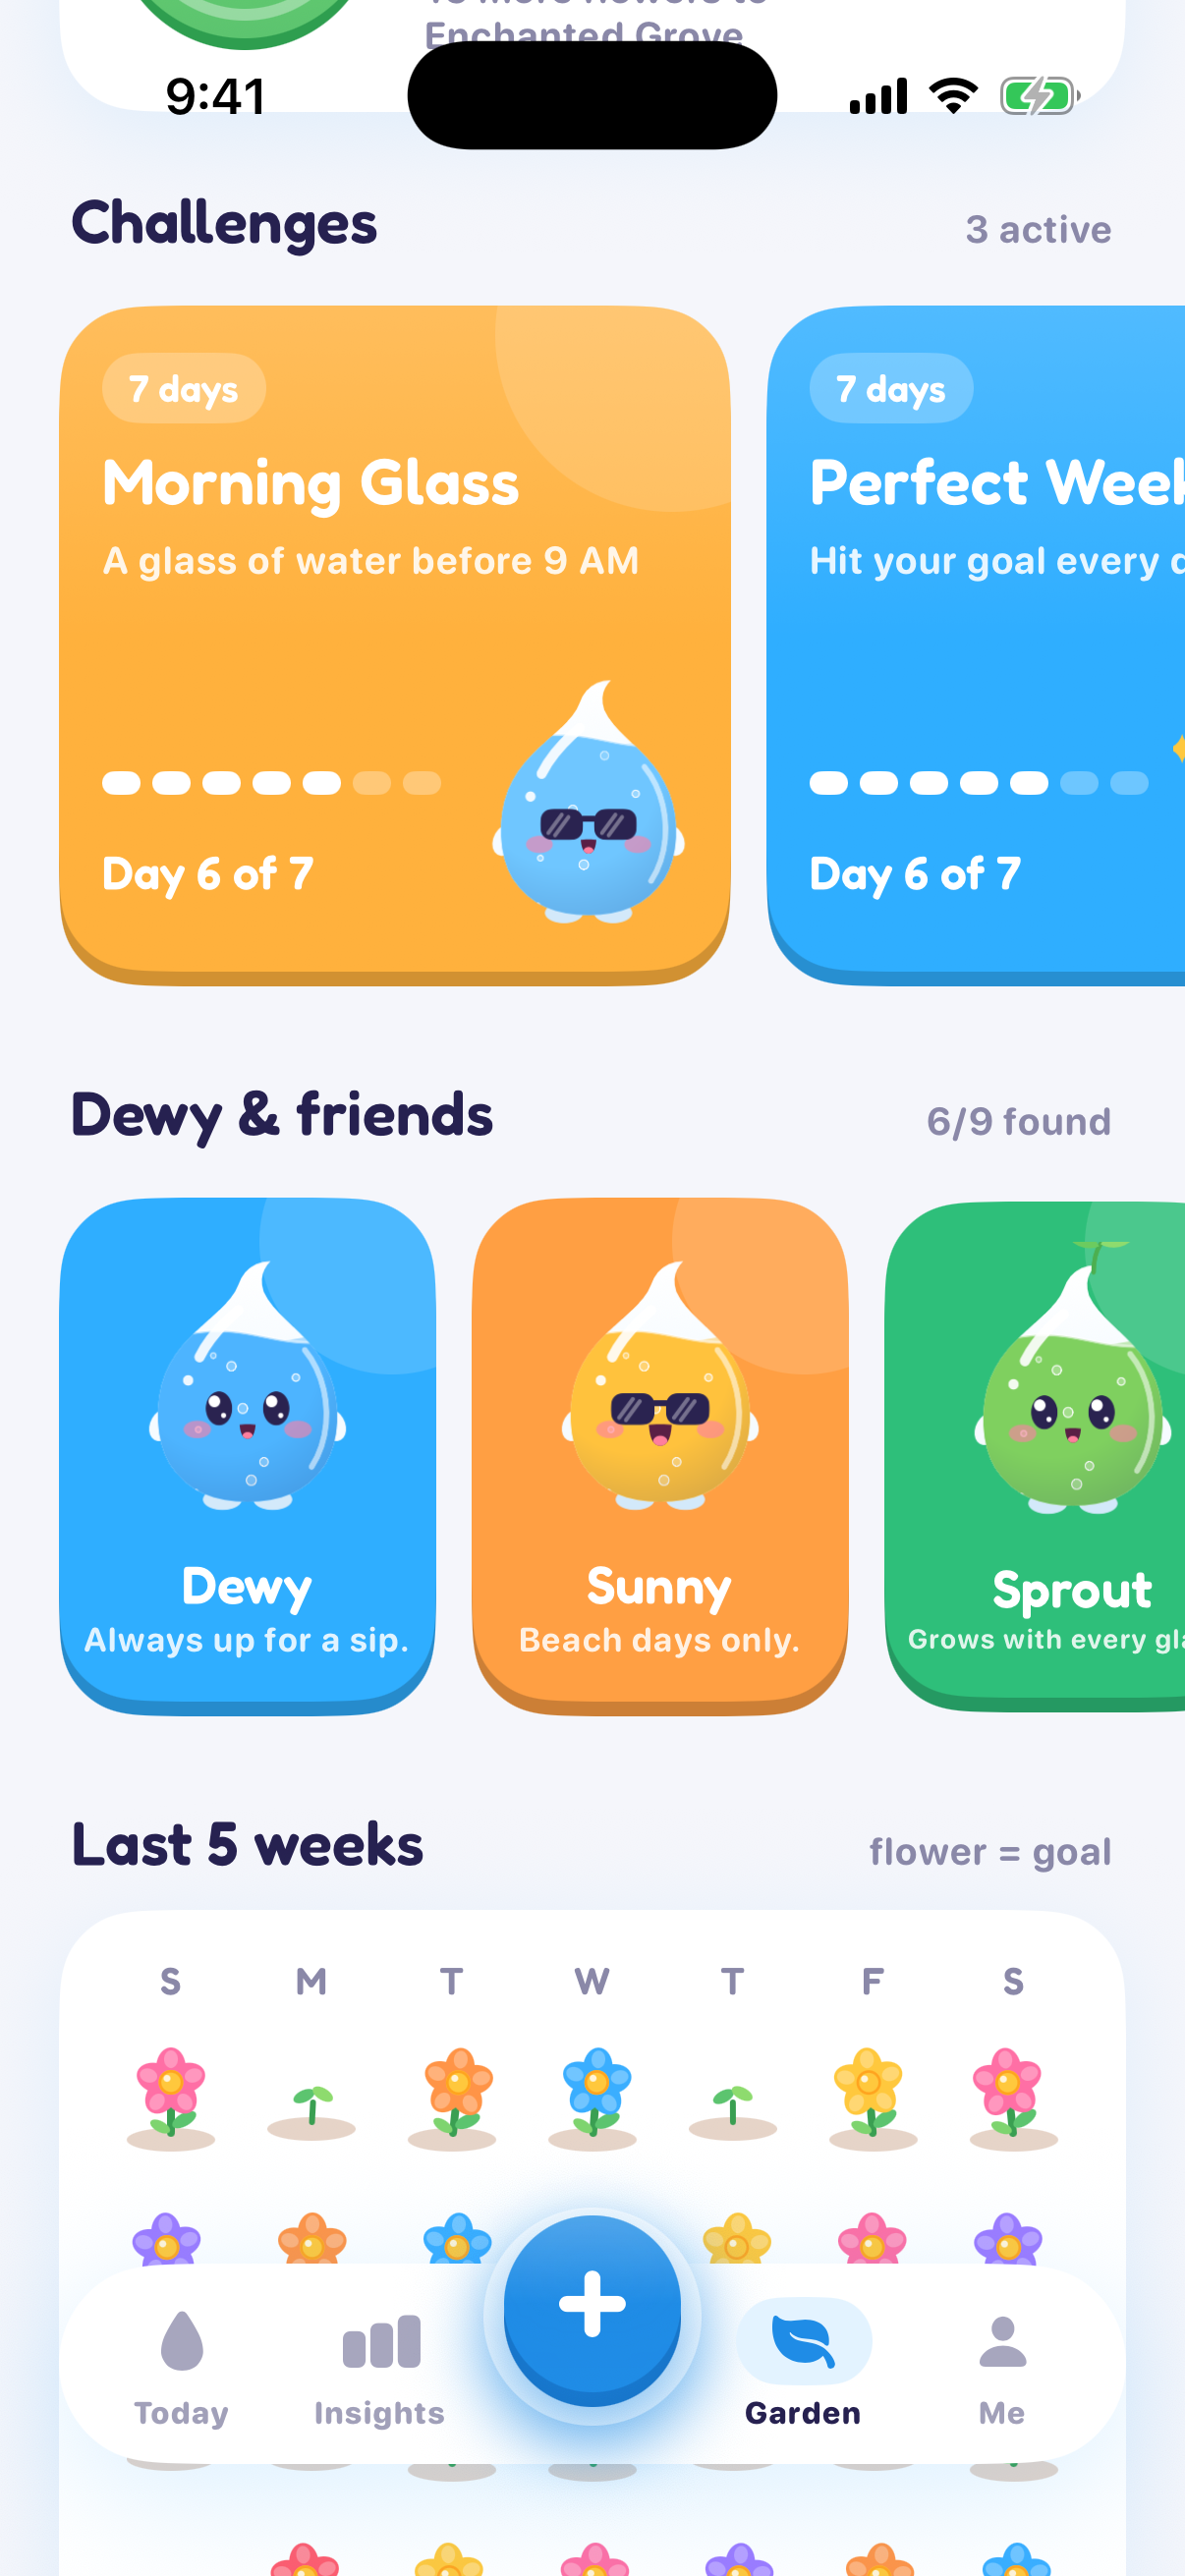 Enchanted Grove
9:41
Challenges
3 active
7 days
Morning Glass
A glass of water before 9 AM
Day 6 of 7
7 days
Perfect Week
Hit your goal every
Day 6 of 7
Dewy & friends
6/9 found
Dewy
Always up for a sip.
Sunny
Beach days only.
Sprout
Grows with every
Last 5 weeks
flower = goal
S M T W T F S
Today
Insights
Garden
Me